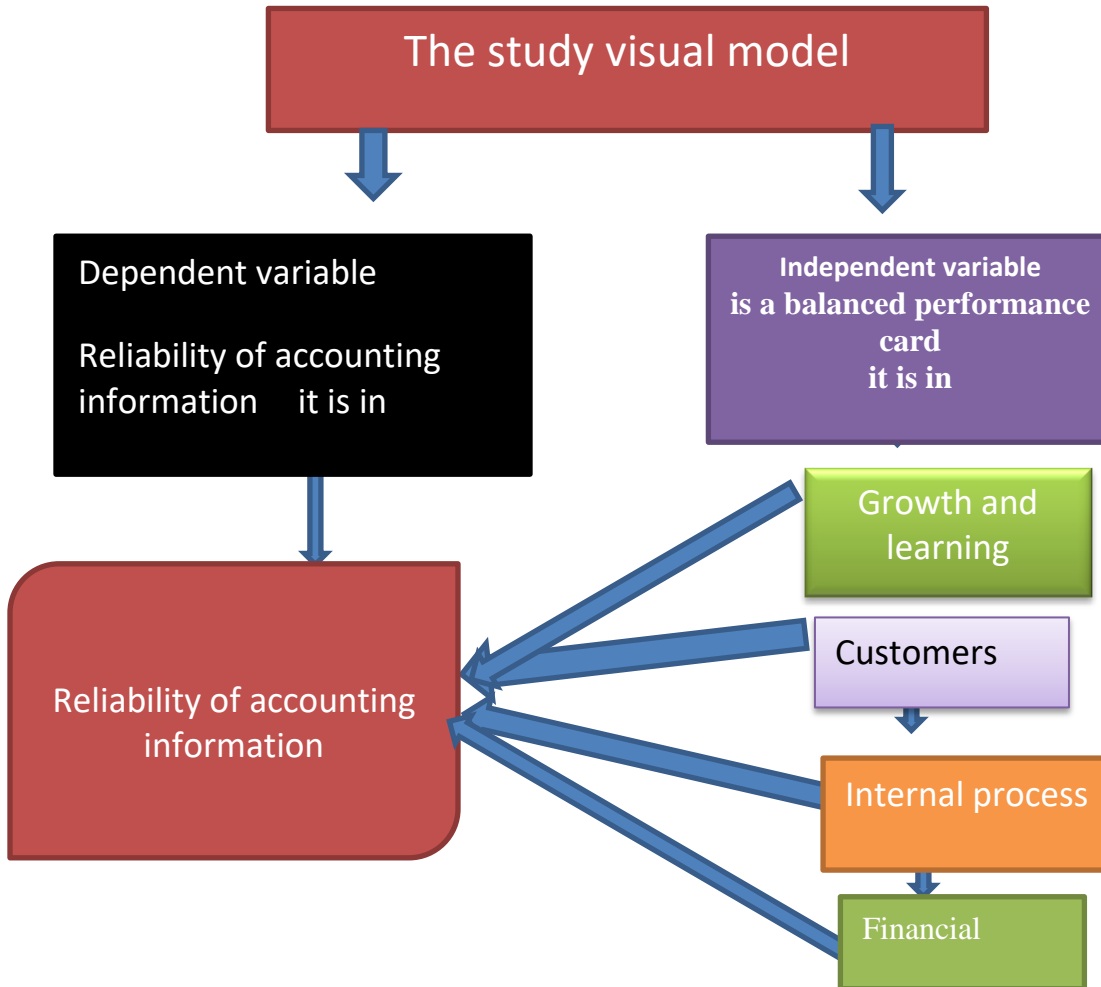 The study visual model
Dependent variable
Reliability of accounting
information it is in
Independent variable
is a balanced performance
card
it is in
Growth and
learning
Customers
Reliability of accounting
information
Internal process
Financial